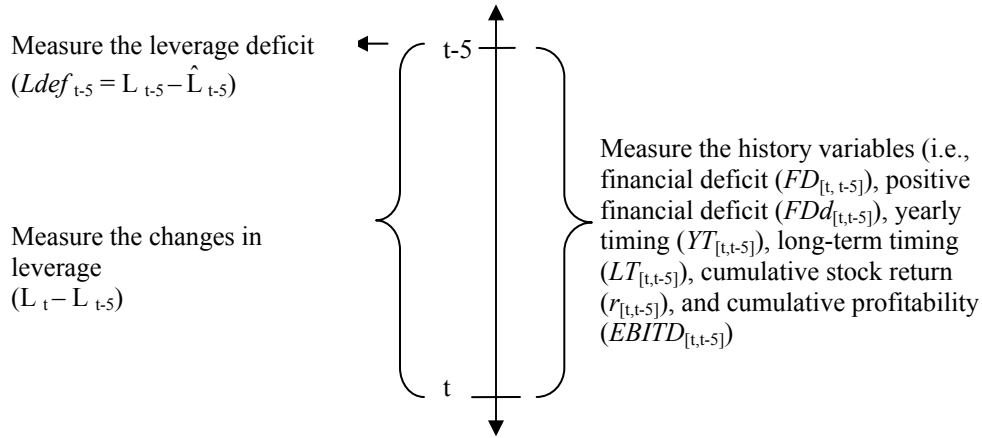 Measure the leverage deficit
(Ldef t-5 = L t-5 – L̂ t-5)
t-5
Measure the changes in
leverage
(L t – L t-5)
Measure the history variables (i.e.,
financial deficit (FD[t, t-5]), positive
financial deficit (FDd[t,t-5]), yearly
timing (YT[t,t-5]), long-term timing
(LT[t,t-5]), cumulative stock return
(r[t,t-5]), and cumulative profitability
(EBITD[t,t-5])
t